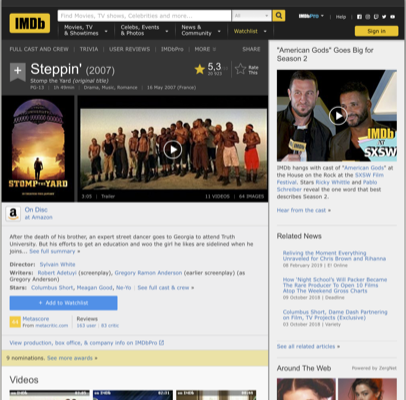 IMDb
Find Movies, TV shows, Celebrities and more...
All
IMDbPro
Help
Movies, TV
& Showtimes
Celebs, Events
& Photos
News &
Community
Watchlist
Sign in
FULL CAST AND CREW | TRIVIA | USER REVIEWS | IMDbPro | MORE
SHARE
Steppin' (2007)
Stomp the Yard (original title)
PG-13 | 1h 49min | Drama, Music, Romance | 16 May 2007 (France)
5,3
Rate
This
STOMP THE YARD
3:05 | Trailer
11 VIDEOS | 64 IMAGES
On Disc
at Amazon
After the death of his brother, an expert street dancer goes to Georgia to attend Truth
University. But his efforts to get an education and woo the girl he likes are sidelined when he
joins... See full summary »
Director: Sylvain White
Writers: Robert Adetuyi (screenplay), Gregory Ramon Anderson (earlier screenplay) (as
Gregory Anderson)
Stars: Columbus Short, Meagan Good, Ne-Yo | See full cast & crew »
+ Add to Watchlist
Metascore
From metacritic.com
Reviews
163 user | 83 critic
View production, box office, & company info on IMDbPro
9 nominations. See more awards »
Videos
"American Gods" Goes Big for
Season 2
IMDb
at
SXSW
IMDb hangs with cast of "American Gods" at
the House on the Rock at the SXSW Film
Festival. Stars Ricky Whittle and Pablo
Schreiber reveal the one word that best
describes Season 2.
Hear from the cast »
Related News
Reliving the Moment Everything
Unraveled for Chris Brown and Rihanna
08 February 2019 | E! Online
How 'Night School's Will Packer Became
The Rare Producer To Open 10 Films
Atop The Weekend Gross Charts
09 October 2018 | Deadline
Columbus Short, Dame Dash Partnering
on Film, TV Projects (Exclusive)
03 October 2018 | Variety
See all related articles »
Around The Web
Powered by ZergNet